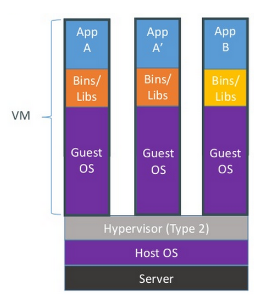 App
A
App
A’
App
B
Bins/
Libs
Bins/
Libs
Bins/
Libs
VM
Guest
OS
Guest
OS
Guest
OS
Hypervisor (Type 2)
Host OS
Server